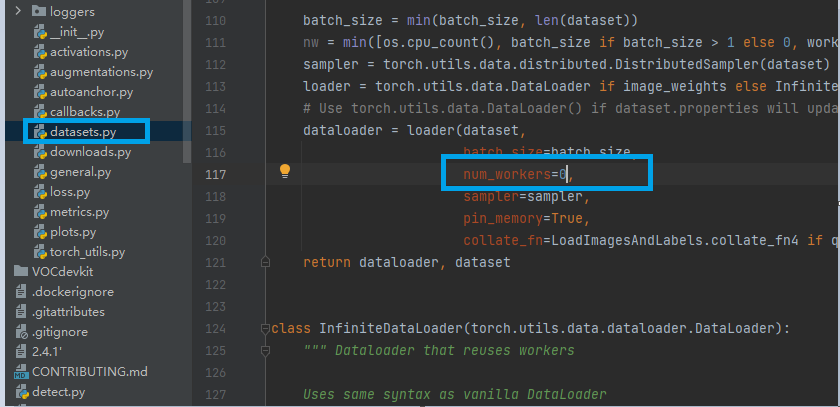 loggers
__init__.py
activations.py
augmentations.py
autoanchor.py
callbacks.py
datasets.py
downloads.py
general.py
loss.py
metrics.py
plots.py
torch_utils.py
VOCdevkit
.dockerignore
.gitattributes
.gitignore
2.4.1'
CONTRIBUTING.md
detect.py
110 batch_size = min(batch_size, len(dataset))
111 nw = min([os.cpu_count(), batch_size if batch_size > 1 else 0, work
112 sampler = torch.utils.data.distributed.DistributedSampler(dataset)
113 loader = torch.utils.data.DataLoader if image_weights else Infinite
114 # Use torch.utils.data.DataLoader() if dataset.properties will upda
115 dataloader = loader(dataset,
116 batch_size=batch_size,
117 num_workers=0,
118 sampler=sampler,
119 pin_memory=True,
120 collate_fn=LoadImagesAndLabels.collate_fn4 if q
121 return dataloader, dataset
122
123
124 class InfiniteDataLoader(torch.utils.data.dataloader.DataLoader):
125 """ Dataloader that reuses workers
126
127 Uses same syntax as vanilla DataLoader